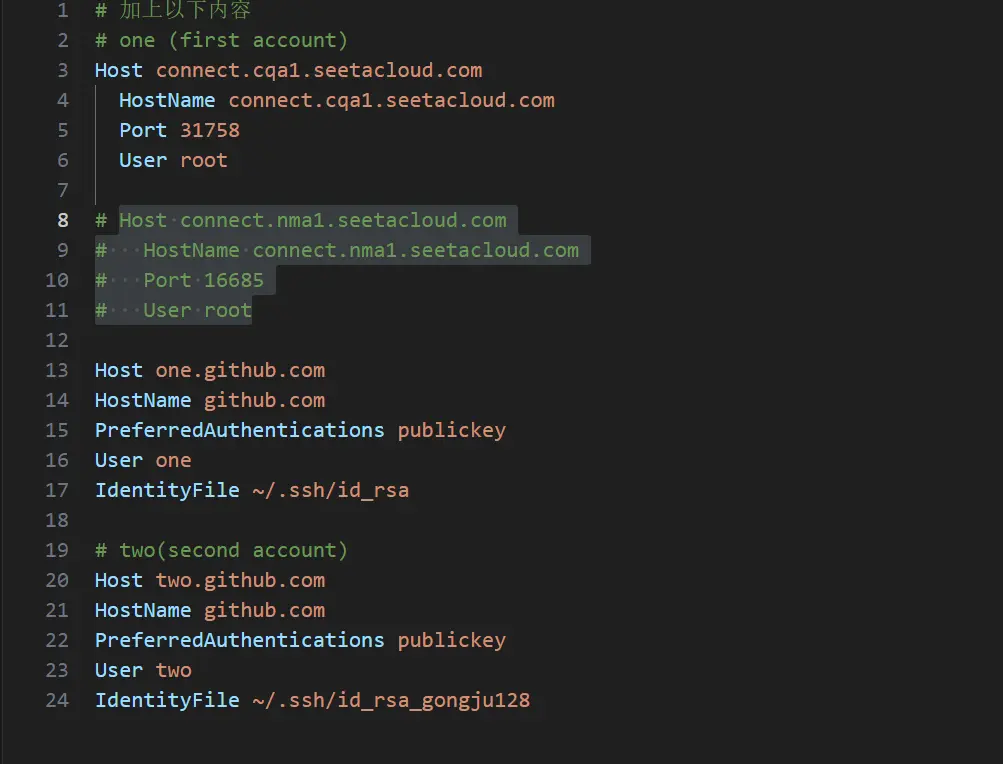 1 # 加上以下内容
2 # one (first account)
3 Host connect.cqa1.seetacloud.com
4 HostName connect.cqa1.seetacloud.com
5 Port 31758
6 User root
7
8 # Host connect.nma1.seetacloud.com
9 # HostName connect.nma1.seetacloud.com
10 # Port 16685
11 # User root
12
13 Host one.github.com
14 HostName github.com
15 PreferredAuthentications publickey
16 User one
17 IdentityFile ~/.ssh/id_rsa
18
19 # two(second account)
20 Host two.github.com
21 HostName github.com
22 PreferredAuthentications publickey
23 User two
24 IdentityFile ~/.ssh/id_rsa_gongju128